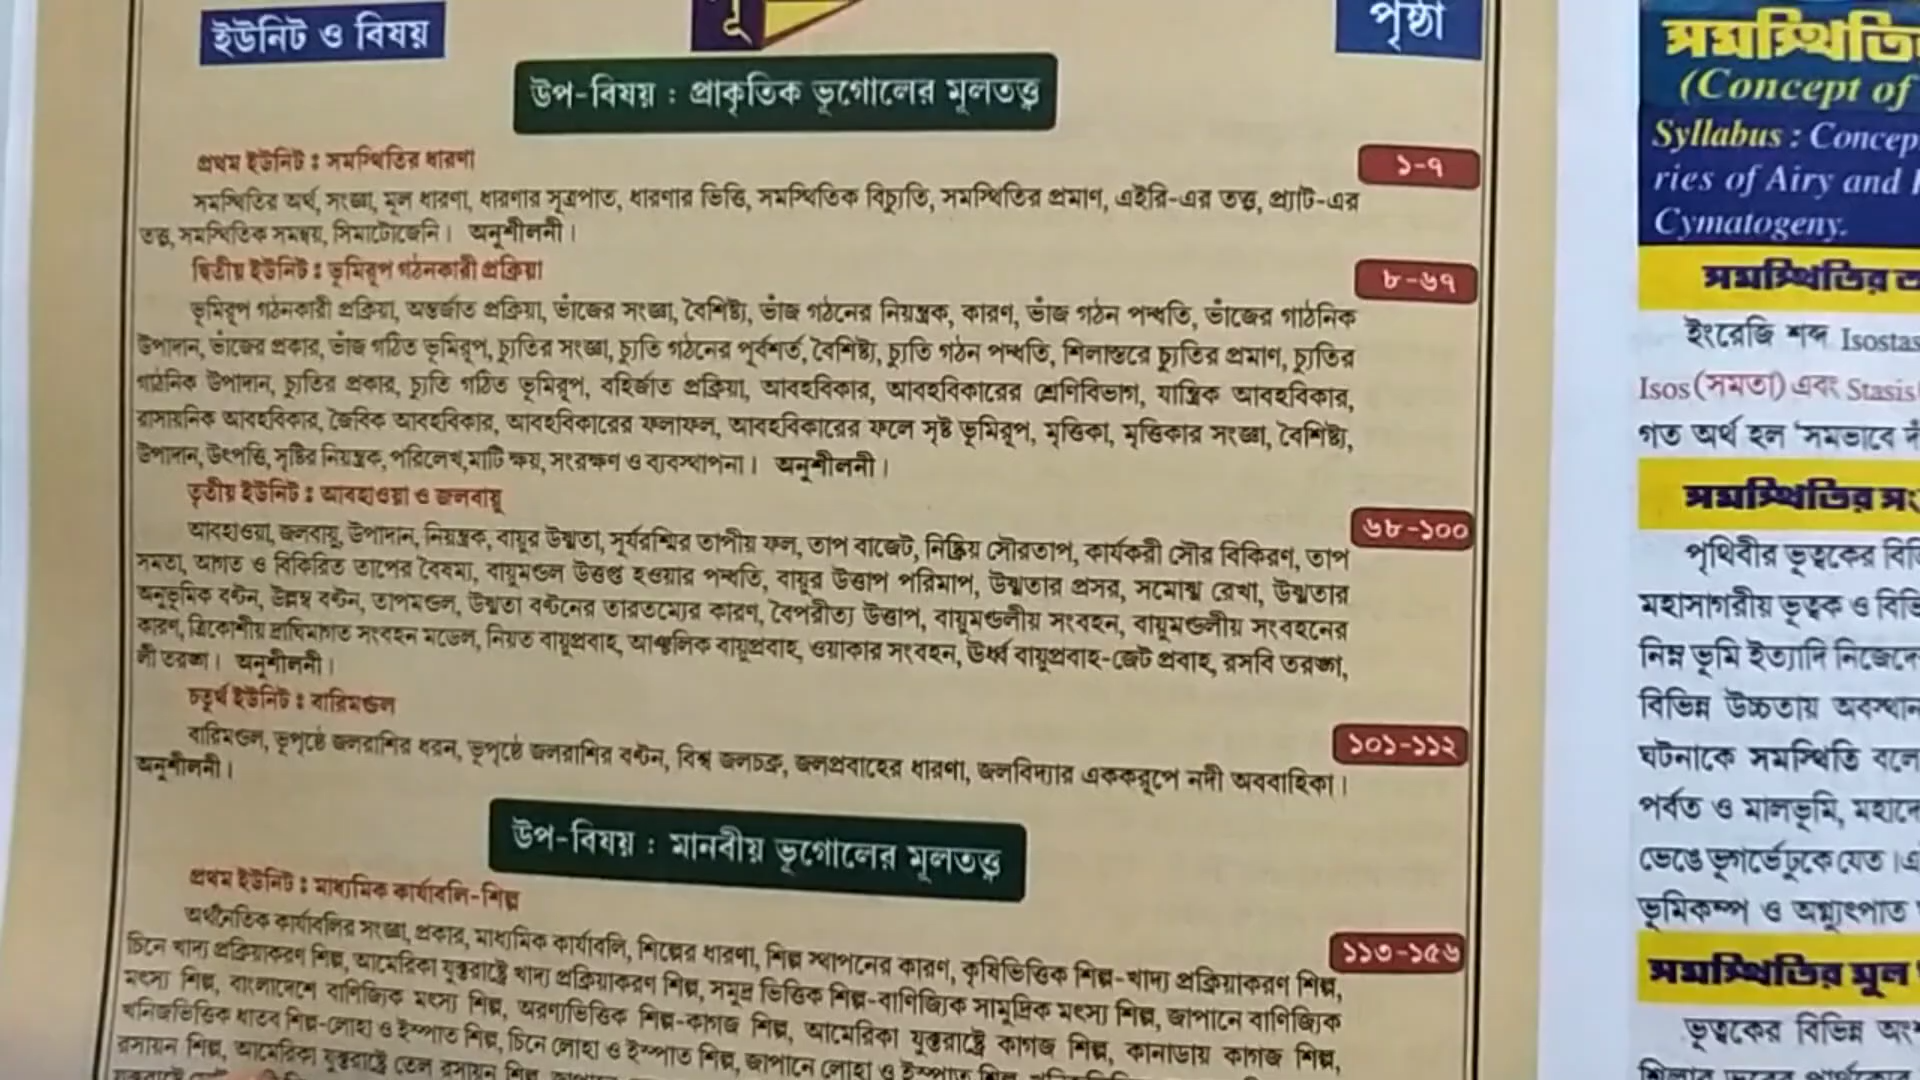 ইউনিট ও বিষয়
পৃষ্ঠা
উপ-বিষয় : প্রাকৃতিক ভূগোলের মূলতত্ত্ব
প্রথম ইউনিট : সমস্থিতির ধারণা
১-৭
সমস্থিতির অর্থ, সংজ্ঞা, মূল ধারণা, ধারণার সূত্রপাত, ধারণার ভিত্তি, সমস্থিতিক বিচ্যুতি, সমস্থিতির প্রমাণ, এইরি-এর তত্ত্ব, প্র্যাট-এর
তত্ত্ব, সমস্থিতিক সমন্বয়, সিমাটোজেনি। অনুশীলনী।
দ্বিতীয় ইউনিট : ভূমিরূপ গঠনকারী প্রক্রিয়া
৮-৬৭
ভূমিরূপ গঠনকারী প্রক্রিয়া, অন্তর্জাত প্রক্রিয়া, ভাঁজের সংজ্ঞা, বৈশিষ্ট্য, ভাঁজ গঠনের নিয়ন্ত্রক, কারণ, ভাঁজ গঠন পদ্ধতি, ভাঁজের গাঠনিক
উপাদান, ভাঁজের প্রকার, ভাঁজ গঠিত ভূমিরূপ, চ্যুতির সংজ্ঞা, চ্যুতি গঠনের পূর্বশর্ত, বৈশিষ্ট্য, চ্যুতি গঠন পদ্ধতি, শিলাস্তরে চ্যুতির প্রমাণ, চ্যুতির
গাঠনিক উপাদান, চ্যুতির প্রকার, চ্যুতি গঠিত ভূমিরূপ, বহির্জাত প্রক্রিয়া, আবহবিকার, আবহবিকারের শ্রেণিবিভাগ, যান্ত্রিক আবহবিকার,
রাসায়নিক আবহবিকার, জৈবিক আবহবিকার, আবহবিকারের ফলাফল, আবহবিকারের ফলে সৃষ্ট ভূমিরূপ, মৃত্তিকা, মৃত্তিকার সংজ্ঞা, বৈশিষ্ট্য,
উপাদান, উৎপত্তি, সৃষ্টির নিয়ন্ত্রক, পরিলেখ, মাটি ক্ষয়, সংরক্ষণ ও ব্যবস্থাপনা। অনুশীলনী।
তৃতীয় ইউনিট : আবহাওয়া ও জলবায়ু
৬৮-১০০
আবহাওয়া, জলবায়ু, উপাদান, নিয়ন্ত্রক, বায়ুর উষ্ণতা, সূর্যরশ্মির তাপীয় ফল, তাপ বাজেট, নিষ্ক্রিয় সৌরতাপ, কার্যকরী সৌর বিকিরণ, তাপ
সমতা, আগত ও বিকিরিত তাপের বৈষম্য, বায়ুমণ্ডল উত্তপ্ত হওয়ার পদ্ধতি, বায়ুর উত্তাপ পরিমাপ, উষ্ণতার প্রসর, সমোষ্ণ রেখা, উষ্ণতার
অনুভূমিক বণ্টন, উল্লম্ব বণ্টন, তাপমণ্ডল, উষ্ণতা বণ্টনের তারতম্যের কারণ, বৈপরীত্য উত্তাপ, বায়ুমণ্ডলীয় সংবহন, বায়ুমণ্ডলীয় সংবহনের
কারণ, ত্রিকোশীয় দ্রাঘিমাগত সংবহন মডেল, নিয়ত বায়ুপ্রবাহ, আঞ্চলিক বায়ুপ্রবাহ, ওয়াকার সংবহন, ঊর্ধ্ব বায়ুপ্রবাহ-জেট প্রবাহ, রসবি তরঙ্গ,
লী তরঙ্গ। অনুশীলনী।
চতুর্থ ইউনিট : বারিমণ্ডল
১০১-১১২
বারিমণ্ডল, ভূপৃষ্ঠে জলরাশির ধরন, ভূপৃষ্ঠে জলরাশির বণ্টন, বিশ্ব জলচক্র, জলপ্রবাহের ধারণা, জলবিদ্যার এককরূপে নদী অববাহিকা।
অনুশীলনী।
উপ-বিষয় : মানবীয় ভূগোলের মূলতত্ত্ব
প্রথম ইউনিট : মাধ্যমিক কার্যাবলি-শিল্প
১১৩-১৫৬
অর্থনৈতিক কার্যাবলির সংজ্ঞা, প্রকার, মাধ্যমিক কার্যাবলি, শিল্পের ধারণা, শিল্প স্থাপনের কারণ, কৃষিভিত্তিক শিল্প-খাদ্য প্রক্রিয়াকরণ শিল্প,
চিনে খাদ্য প্রক্রিয়াকরণ শিল্প, আমেরিকা যুক্তরাষ্ট্রে খাদ্য প্রক্রিয়াকরণ শিল্প, সমুদ্র ভিত্তিক শিল্প-বাণিজ্যিক সামুদ্রিক মৎস্য শিল্প, জাপানে বাণিজ্যিক
মৎস্য শিল্প, বাংলাদেশে বাণিজ্যিক মৎস্য শিল্প, অরণ্যভিত্তিক শিল্প-কাগজ শিল্প, আমেরিকা যুক্তরাষ্ট্রে কাগজ শিল্প, কানাডায় কাগজ শিল্প,
খনিজভিত্তিক ধাতব শিল্প-লোহা ও ইস্পাত শিল্প, চিনে লোহা ও ইস্পাত শিল্প, জাপানে লোহা ও ইস্পাত শিল্প,
রসায়ন শিল্প, আমেরিকা যুক্তরাষ্ট্রে তেল রসায়ন শিল্প,
সমস্থিতি
(Concept of
Syllabus : Concep
ries of Airy and
Cymatogeny.
সমস্থিতির
ইংরেজি শব্দ Isostas
Isos (সমতা) এবং Stasis
গত অর্থ হল 'সমভাবে
সমস্থিতির
পৃথিবীর ভূত্বকের
মহাসাগরীয় ভূত্বক ও
নিম্ন ভূমি ইত্যাদি
বিভিন্ন উচ্চতায়
ঘটনাকে সমস্থিতি বলে
পর্বত ও মালভূমি,
ভেঙে ভূগর্ভে ঢুকে যেত।
ভূমিকম্প ও অগ্ন্যুৎপাত
সমস্থিতির মূল
ভূত্বকের বিভিন্ন